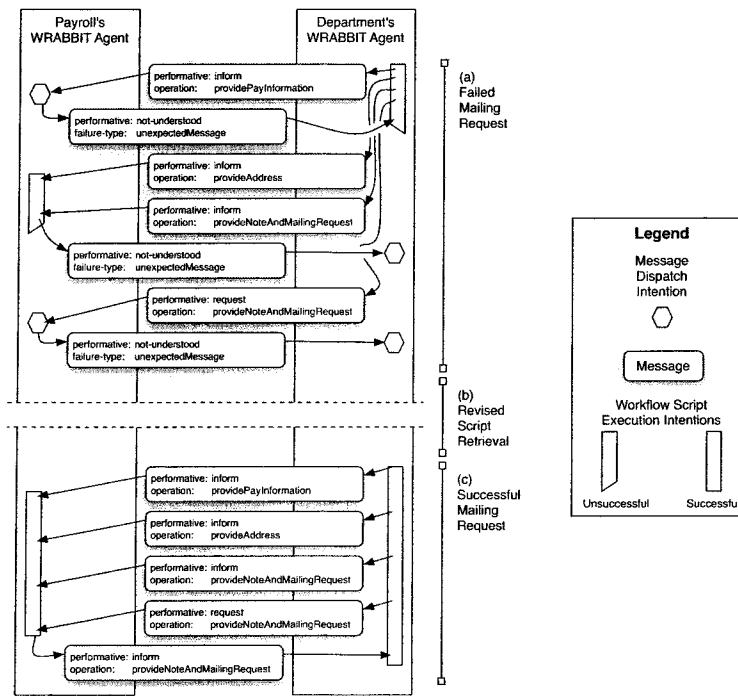 Payroll's
WRABBIT Agent
Department's
WRABBIT Agent
performative: inform
operation: providePayInformation
performative: not-understood
failure-type: unexpectedMessage
performative: inform
operation: provideAddress
performative: inform
operation: provideNoteAndMailingRequest
performative: not-understood
failure-type: unexpectedMessage
performative: request
operation: provideNoteAndMailingRequest
performative: not-understood
failure-type: unexpectedMessage
(a)
Failed
Mailing
Request
(b)
Revised
Script
Retrieval
performative: inform
operation: providePayInformation
performative: inform
operation: provideAddress
performative: inform
operation: provideNoteAndMailingRequest
performative: request
operation: provideNoteAndMailingRequest
performative: inform
operation: provideNoteAndMailingRequest
(c)
Successful
Mailing
Request
Legend
Message
Dispatch
Intention
Message
Workflow Script
Execution Intentions
Unsuccessful
Successful